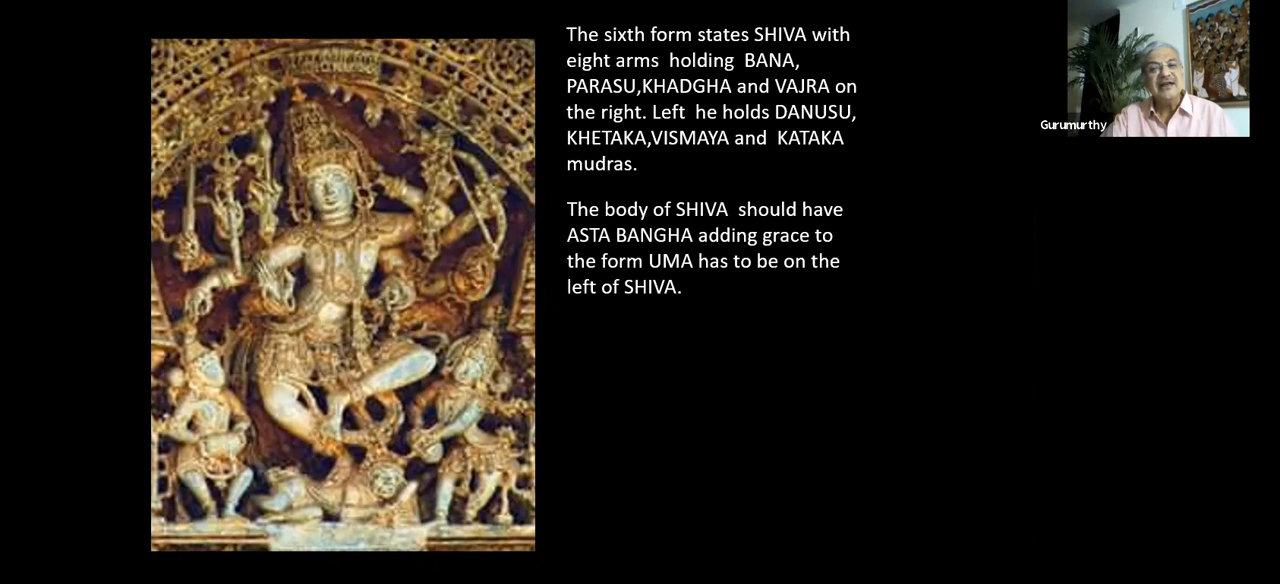 The sixth form states SHIVA with
eight arms  holding  BANA,
PARASU,KHADGHA and VAJRA on
the right. Left  he holds DANUSU,
KHETAKA,VISMAYA and  KATAKA
mudras.
The body of SHIVA  should have
ASTA BANGHA adding grace to
the form UMA has to be on the
left of SHIVA.
Gurumurthy